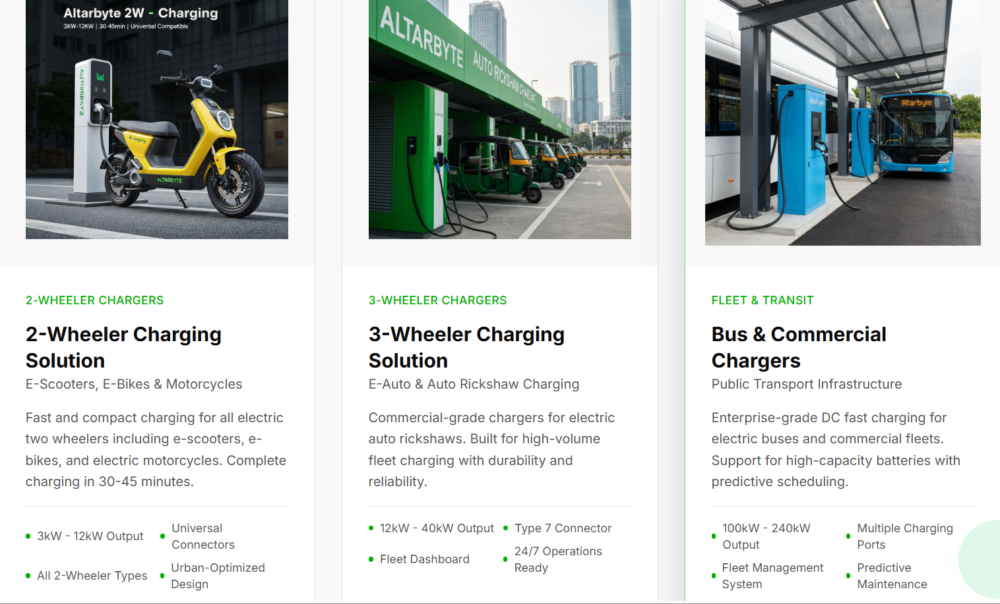 Altarbyte 2W - Charging
3KW-12KW | 30-45min | Universal Compatible
ALTARBYTE
ALTARBYTE
AUTO RICKSHAW CHARGING
altarbyte
Altarbyte
2-WHEELER CHARGERS
2-Wheeler Charging
Solution
E-Scooters, E-Bikes & Motorcycles
Fast and compact charging for all electric
two wheelers including e-scooters, e-
bikes, and electric motorcycles. Complete
charging in 30-45 minutes.
3kW - 12kW Output
Universal
Connectors
All 2-Wheeler Types
Urban-Optimized
Design
3-WHEELER CHARGERS
3-Wheeler Charging
Solution
E-Auto & Auto Rickshaw Charging
Commercial-grade chargers for electric
auto rickshaws. Built for high-volume
fleet charging with durability and
reliability.
12kW - 40kW Output
Type 7 Connector
Fleet Dashboard
24/7 Operations
Ready
FLEET & TRANSIT
Bus & Commercial
Chargers
Public Transport Infrastructure
Enterprise-grade DC fast charging for
electric buses and commercial fleets.
Support for high-capacity batteries with
predictive scheduling.
100kW - 240kW
Output
Multiple Charging
Ports
Fleet Management
System
Predictive
Maintenance